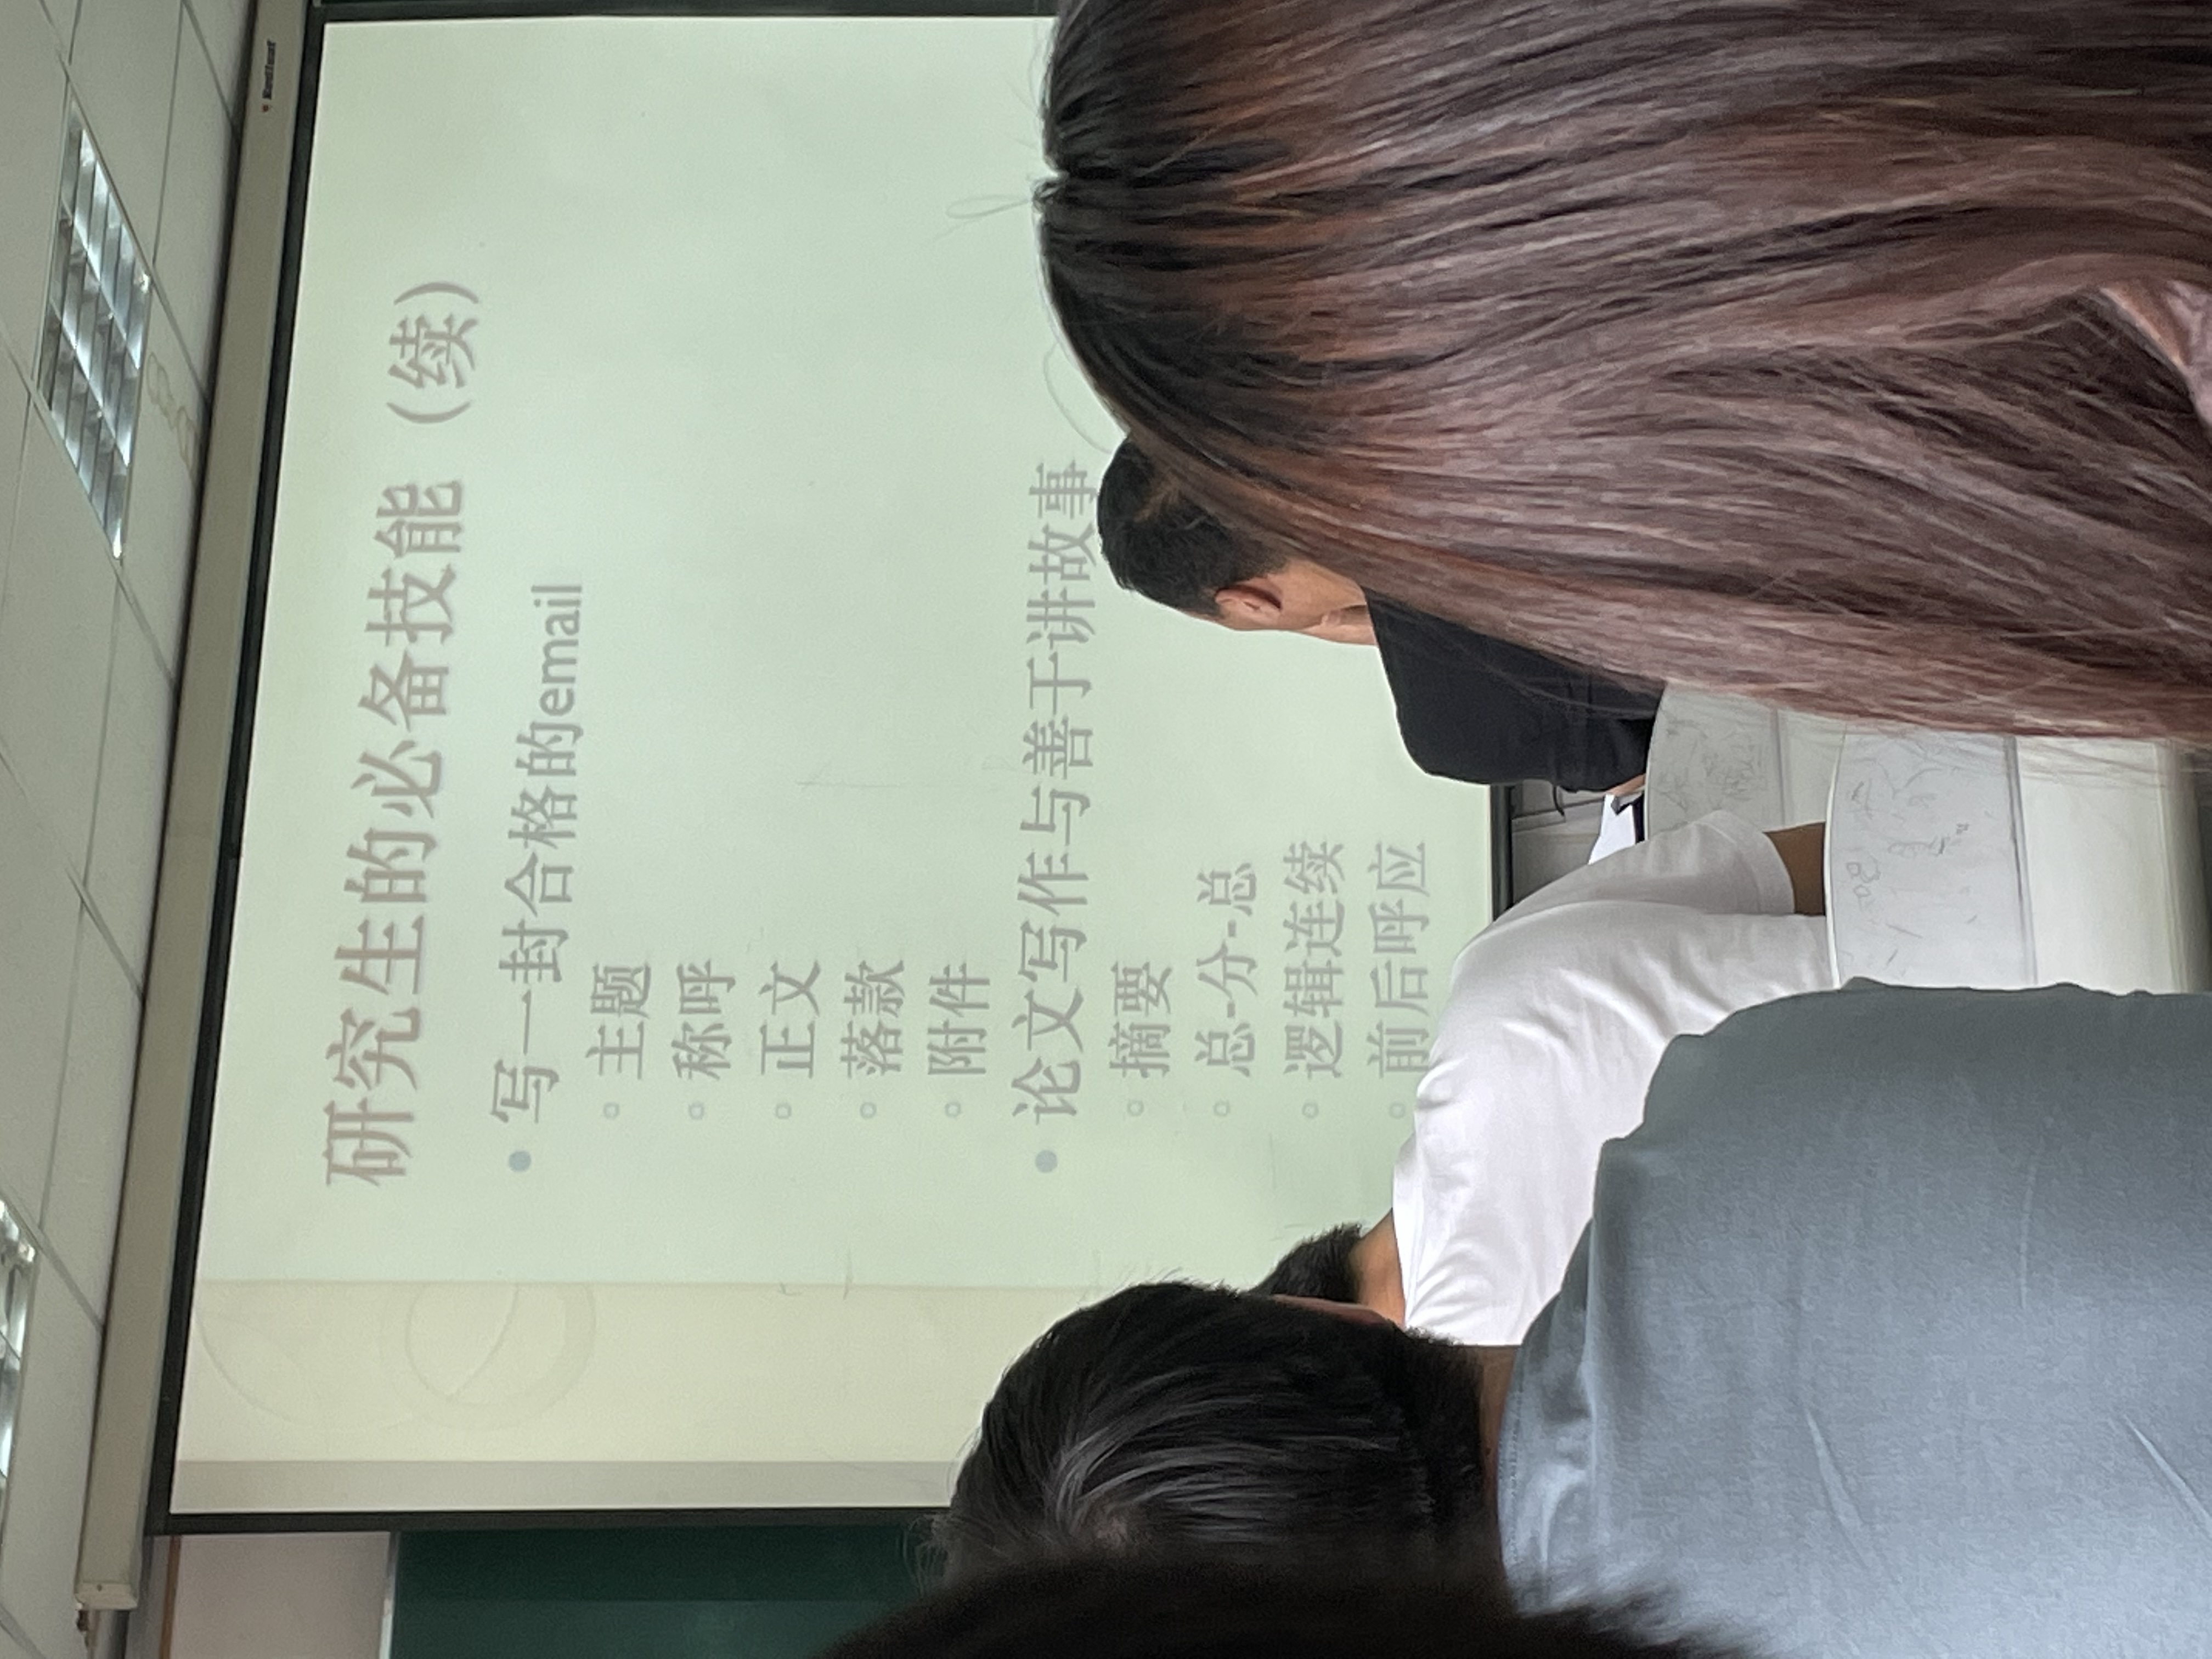 研究生的必备技能（续）
写一封合格的email
主题
称呼
正文
落款
附件
论文写作与善于讲故事
摘要
总-分-总
逻辑连续
前后呼应
Redleaf